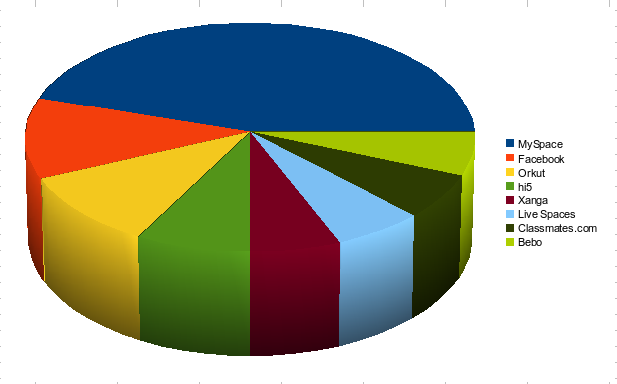 MySpace
Facebook
Orkut
hi5
Xanga
Live Spaces
Classmates.com
Bebo